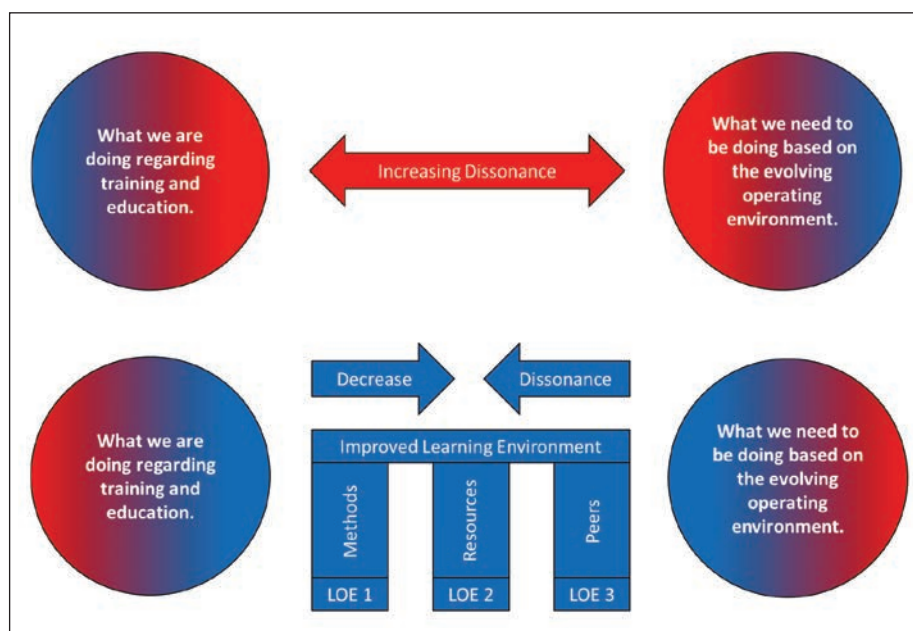 What we are
doing regarding
training and
education.
Increasing Dissonance
What we need to
be doing based on
the evolving
operating
environment.
What we are
doing regarding
training and
education.
Decrease
Dissonance
Improved Learning Environment
Methods
Resources
Peers
LOE 1
LOE 2
LOE 3
What we need to
be doing based on
the evolving
operating
environment.